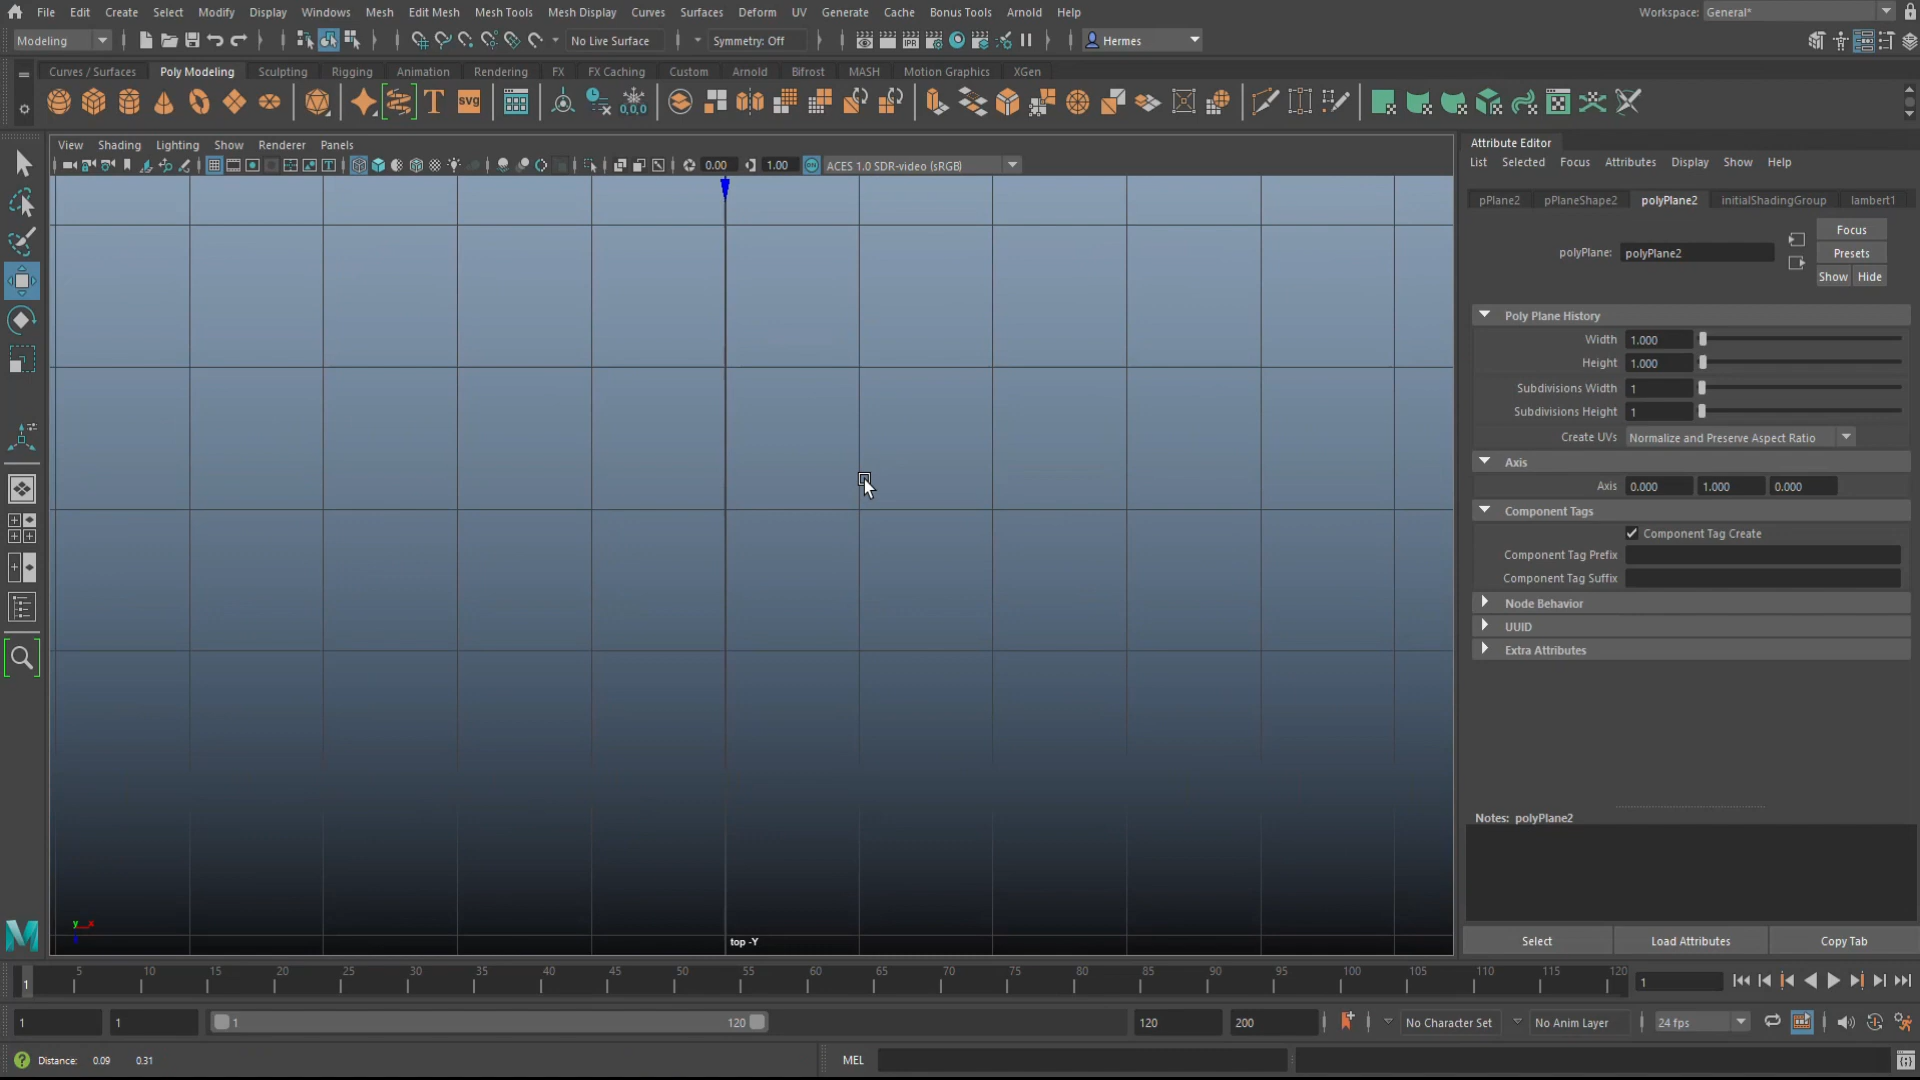 File Edit Create Select Modify Display Windows Mesh Edit Mesh Mesh Tools Mesh Display Curves Surfaces Deform UV Generate Cache Bonus Tools Arnold Help Workspace: General*
Modeling No Live Surface Symmetry: Off IPR Hermes
Curves / Surfaces Poly Modeling Sculpting Rigging Animation Rendering FX FX Caching Custom Arnold Bifrost MASH Motion Graphics XGen
T SVG 0,0,0
View Shading Lighting Show Renderer Panels
0.00 1.00 ACES 1.0 SDR-video (sRGB)
top -Y
y x
Attribute Editor
List Selected Focus Attributes Display Show Help
pPlane2 pPlaneShape2 polyPlane2 initialShadingGroup lambert1
Focus
polyPlane: polyPlane2 Presets
Show Hide
Poly Plane History
Width 1.000
Height 1.000
Subdivisions Width 1
Subdivisions Height 1
Create UVs Normalize and Preserve Aspect Ratio
Axis
Axis 0.000 1.000 0.000
Component Tags
Component Tag Create
Component Tag Prefix
Component Tag Suffix
Node Behavior
UUID
Extra Attributes
Notes: polyPlane2
Select Load Attributes Copy Tab
1 5 10 15 20 25 30 35 40 45 50 55 60 65 70 75 80 85 90 95 100 105 110 115 120 1
1 1 1 120 120 200 No Character Set No Anim Layer 24 fps
Distance: 0.09 0.31 MEL